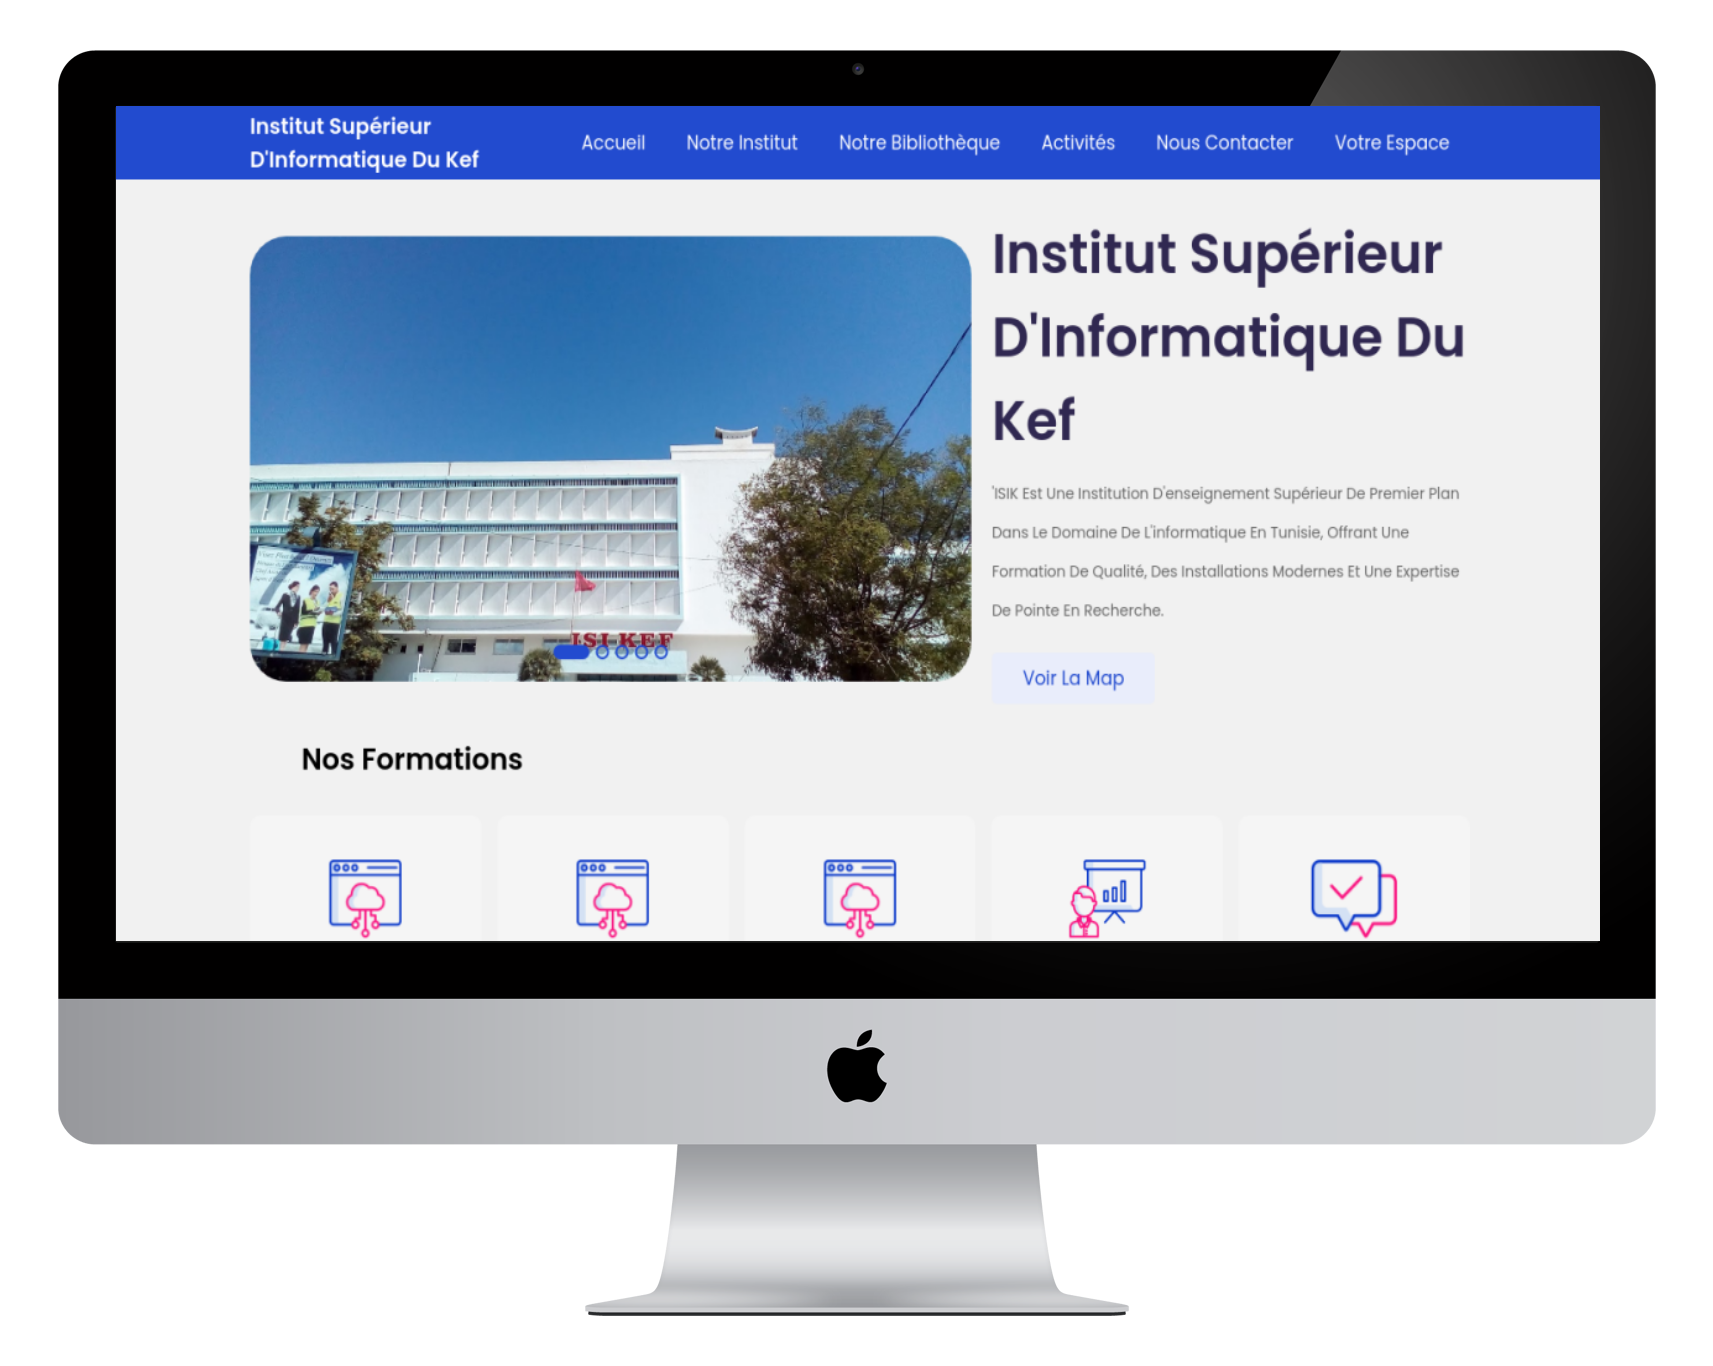 Institut Supérieur
D'Informatique Du Kef
Accueil
Notre Institut
Notre Bibliothèque
Activités
Nous Contacter
Votre Espace
ISI KEF
Institut Supérieur
D'Informatique Du
Kef
'ISIK Est Une Institution D'enseignement Supérieur De Premier Plan
Dans Le Domaine De L'informatique En Tunisie, Offrant Une
Formation De Qualité, Des Installations Modernes Et Une Expertise
De Pointe En Recherche.
Voir La Map
Nos Formations